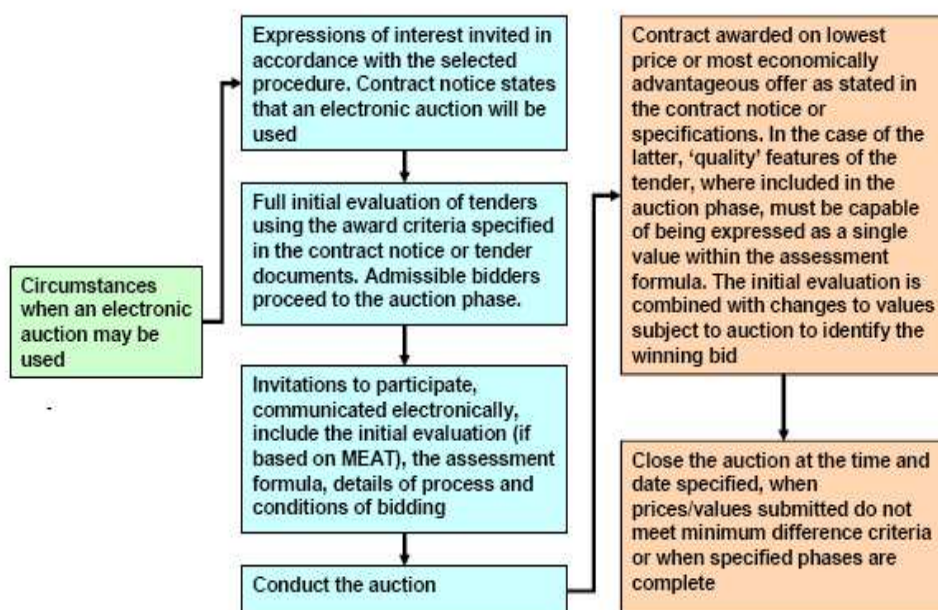 Circumstances
when an electronic
auction may be
used
Expressions of interest invited in
accordance with the selected
procedure. Contract notice states
that an electronic auction will be
used
Full initial evaluation of tenders
using the award criteria specified
in the contract notice or tender
documents. Admissible bidders
proceed to the auction phase.
Invitations to participate,
communicated electronically,
include the initial evaluation (if
based on MEAT), the assessment
formula, details of process and
conditions of bidding
Conduct the auction
Contract awarded on lowest
price or most economically
advantageous offer as stated
in the contract notice or
specifications. In the case of the
latter, ‘quality’ features of the
tender, where included in the
auction phase, must be capable
of being expressed as a single
value within the assessment
formula. The initial evaluation is
combined with changes to values
subject to auction to identify the
winning bid
Close the auction at the time and
date specified, when
prices/values submitted do not
meet minimum difference criteria
or when specified phases are
complete